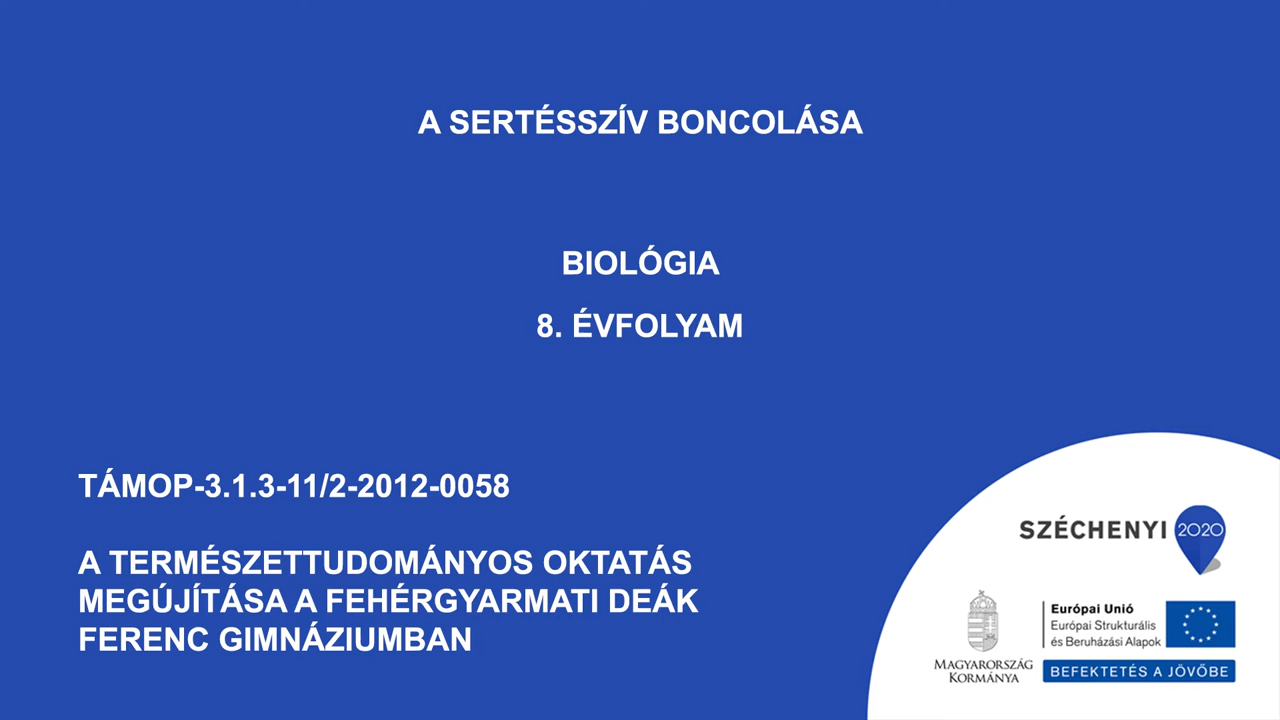 A SERTÉSSZÍV BONCOLÁSA
BIOLÓGIA
8. ÉVFOLYAM
TÁMOP-3.1.3-11/2-2012-0058
A TERMÉSZETTUDOMÁNYOS OKTATÁS
MEGÚJÍTÁSA A FEHÉRGYARMATI DEÁK
FERENC GIMNÁZIUMBAN
SZÉCHENYI 2020
MAGYARORSZÁG
KORMÁNYA
Európai Unió
Európai Strukturális
és Beruházási Alapok
BEFEKTETÉS A JÖVŐBE